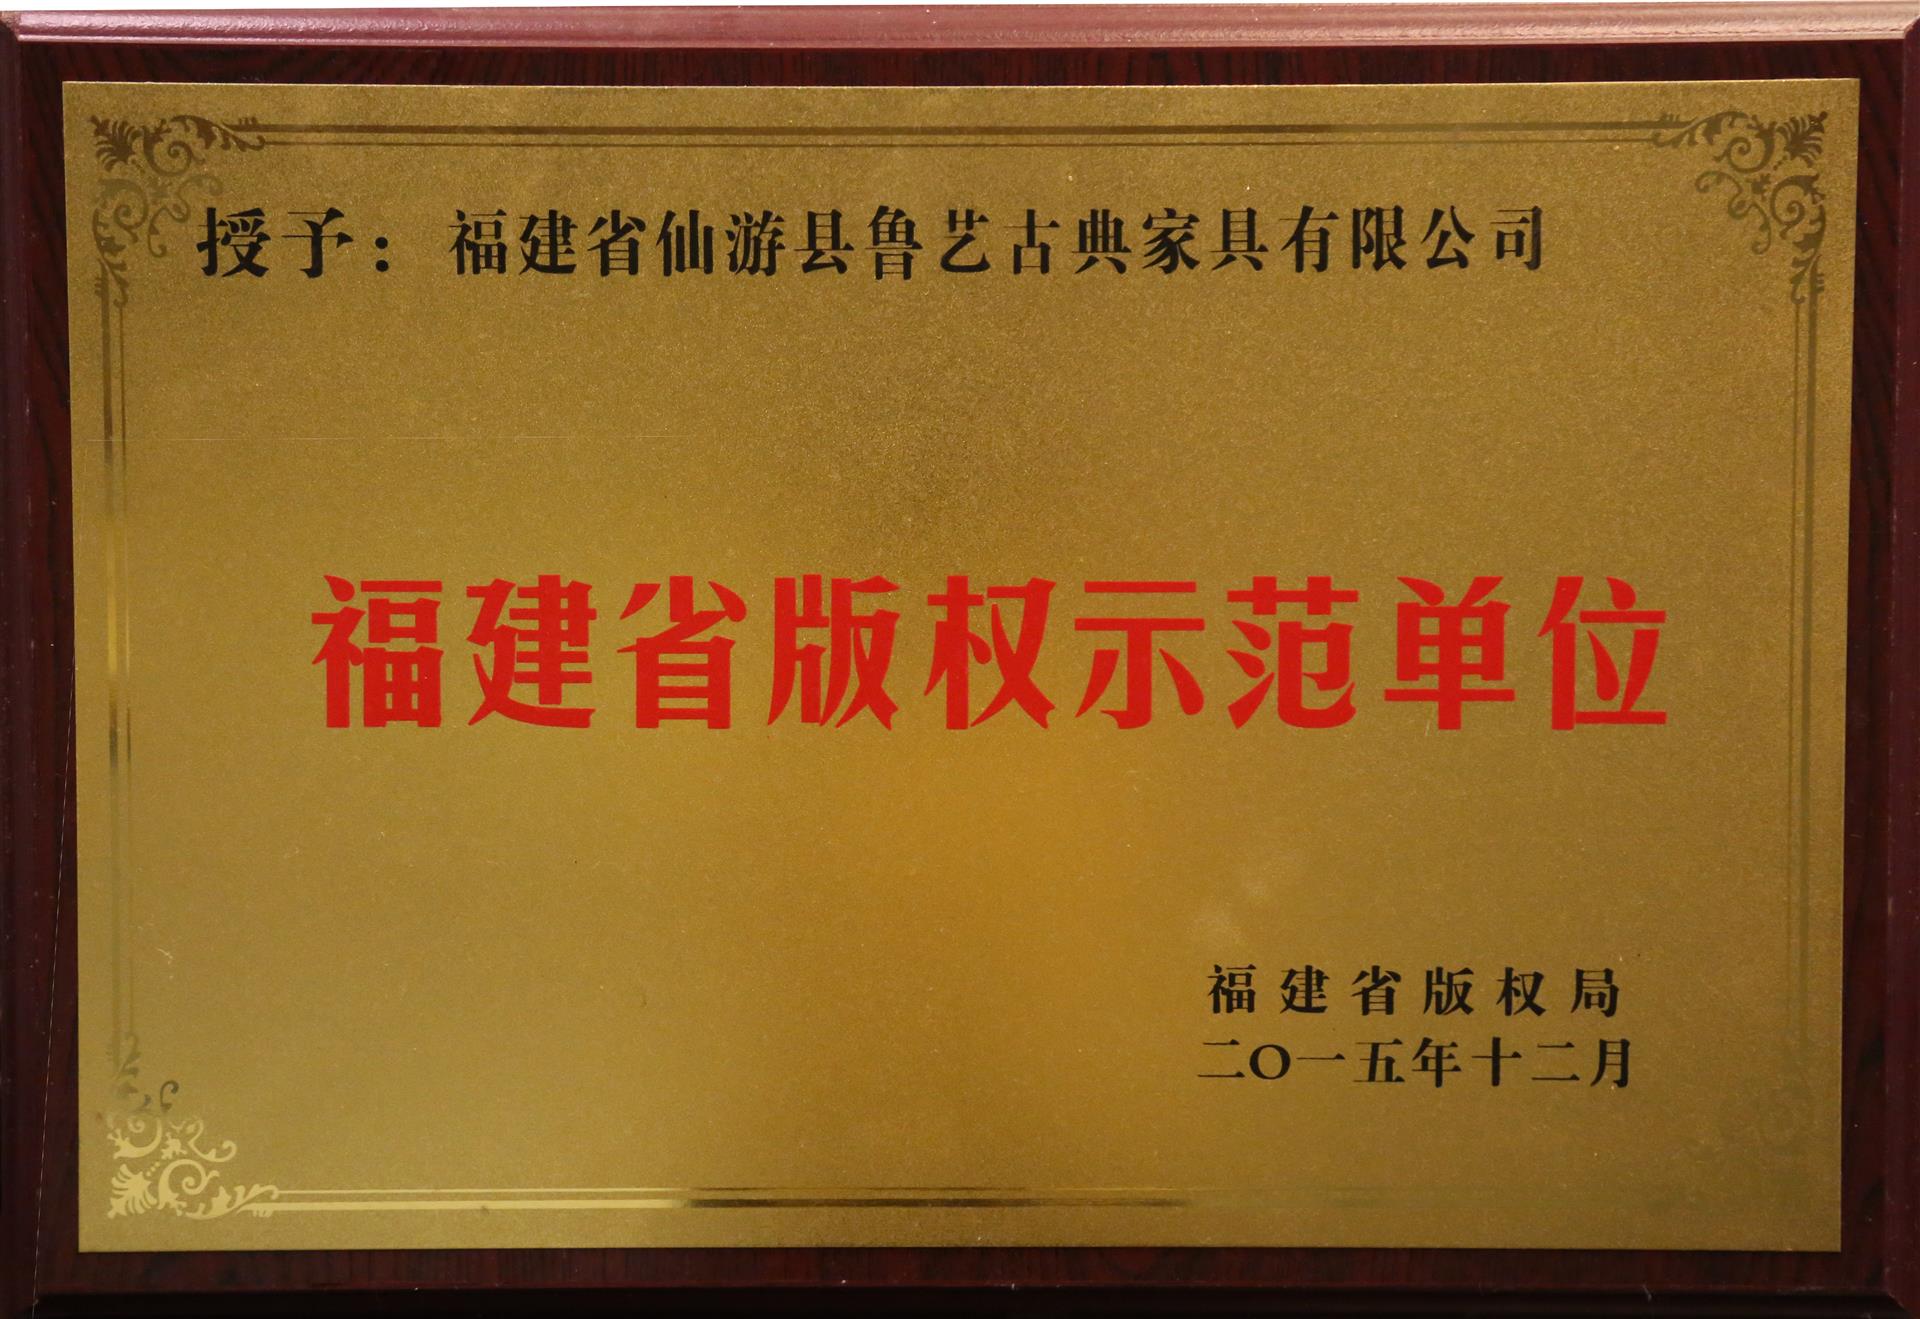 授予：福建省仙游县鲁艺古典家具有限公司
福建省版权示范单位
福建省版权局
二〇一五年十二月